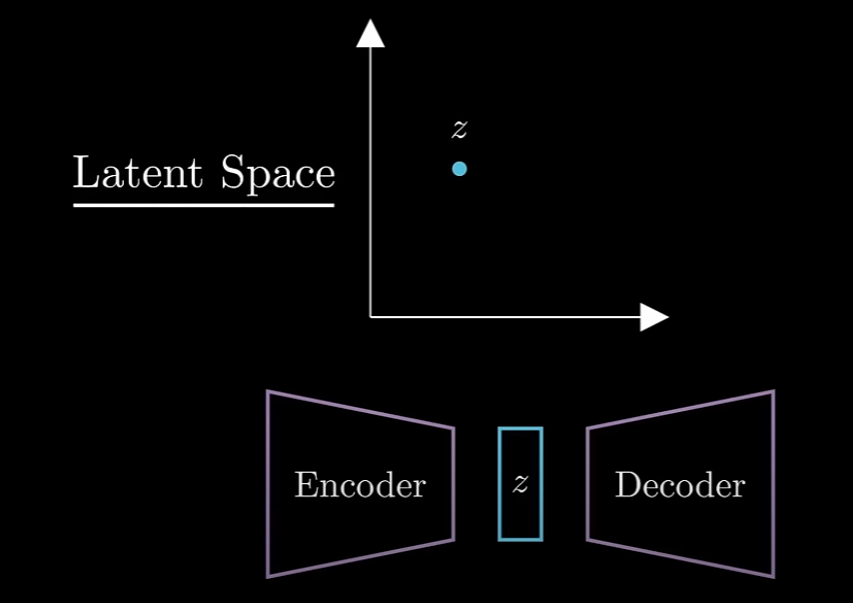 z
Latent Space
Encoder
z
Decoder